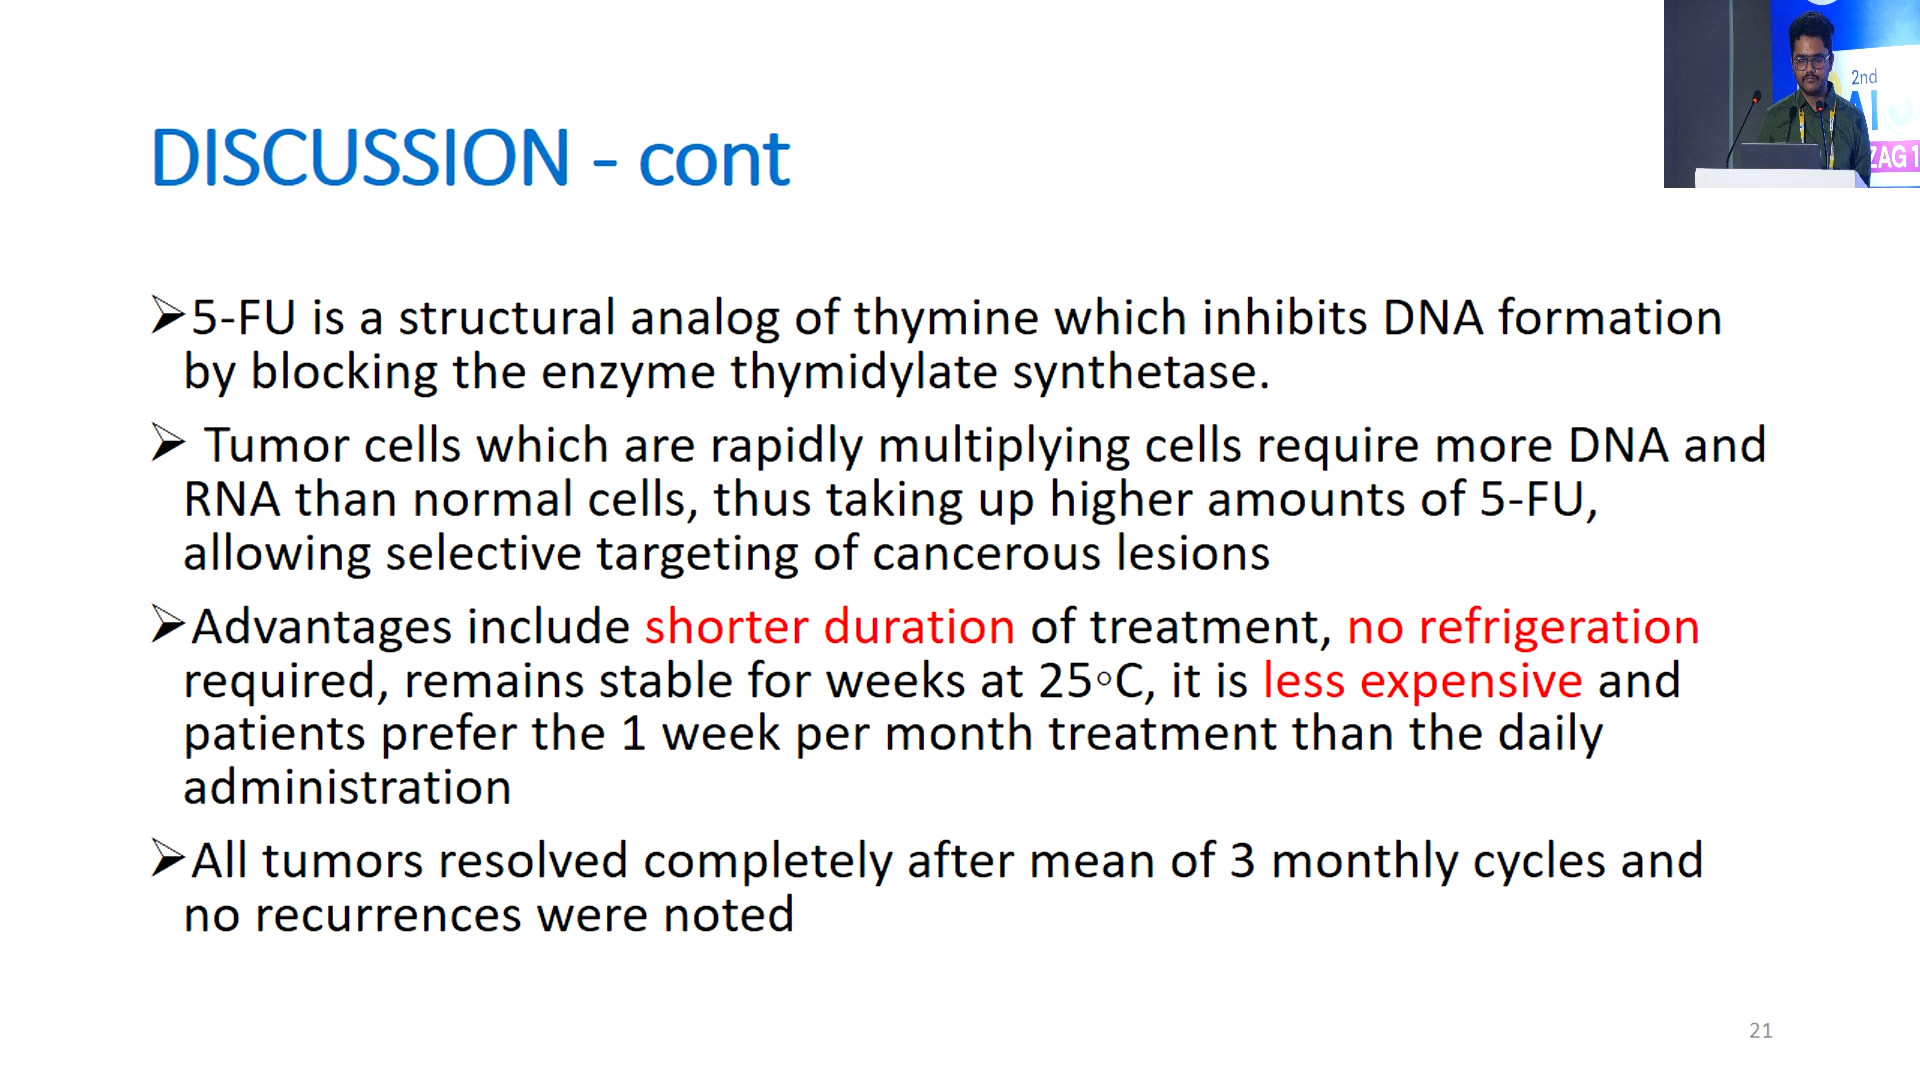 DISCUSSION - cont
2nd
AI
ZAG 1
➢5-FU is a structural analog of thymine which inhibits DNA formation
by blocking the enzyme thymidylate synthetase.
➢ Tumor cells which are rapidly multiplying cells require more DNA and
RNA than normal cells, thus taking up higher amounts of 5-FU,
allowing selective targeting of cancerous lesions
➢Advantages include shorter duration of treatment, no refrigeration
required, remains stable for weeks at 25◦C, it is less expensive and
patients prefer the 1 week per month treatment than the daily
administration
➢All tumors resolved completely after mean of 3 monthly cycles and
no recurrences were noted
21